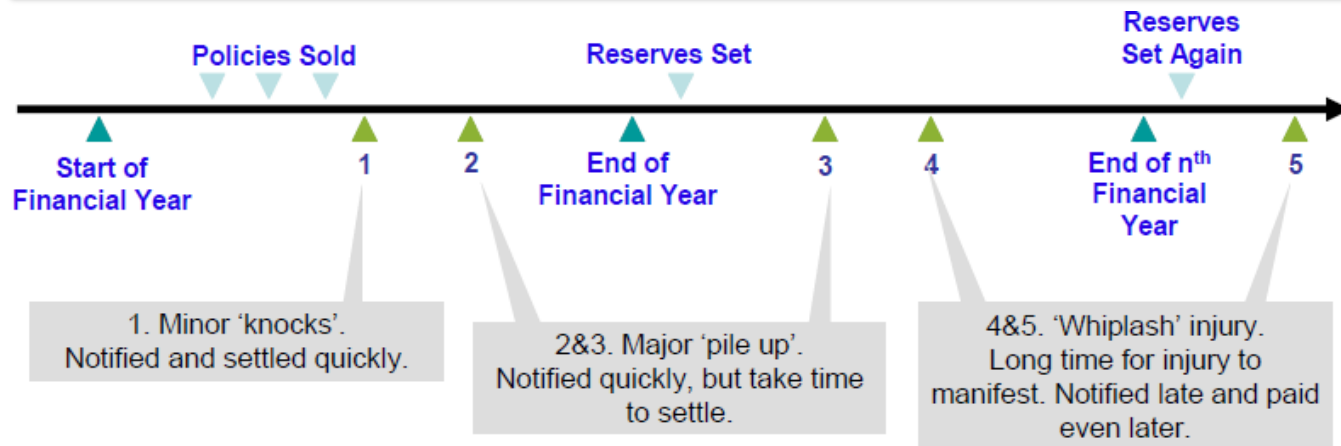 Policies Sold
Reserves Set
Reserves
Set Again
Start of
Financial Year
1
2
End of
Financial Year
3
4
End of nth
Financial
Year
5
1. Minor ‘knocks’.
Notified and settled quickly.
2&3. Major ‘pile up’.
Notified quickly, but take time
to settle.
4&5. ‘Whiplash’ injury.
Long time for injury to
manifest. Notified late and paid
even later.